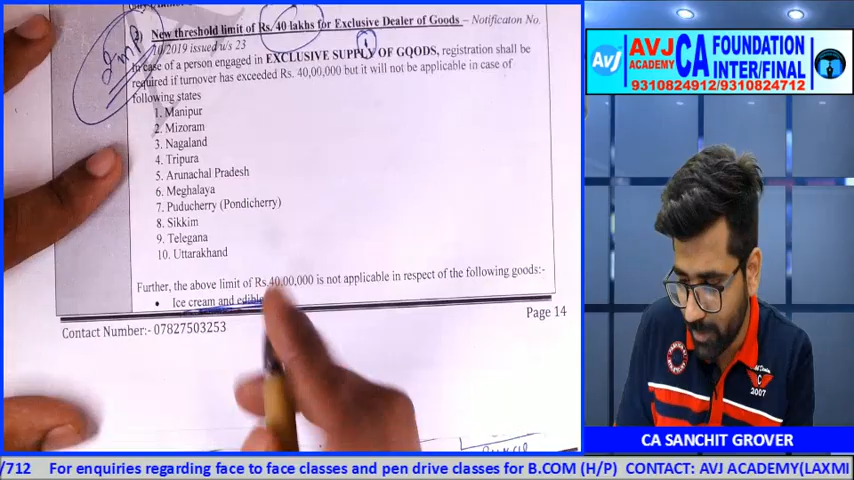 2) New threshold limit of Rs. 40 lakhs for Exclusive Dealer of Goods – Notificaton No.
10/2019 issued u/s 23
In case of a person engaged in EXCLUSIVE SUPPLY OF GOODS, registration shall be
required if turnover has exceeded Rs. 40,00,000 but it will not be applicable in case of
following states
1. Manipur
2. Mizoram
3. Nagaland
4. Tripura
5. Arunachal Pradesh
6. Meghalaya
7. Puducherry (Pondicherry)
8. Sikkim
9. Telegana
10. Uttarakhand
Further, the above limit of Rs.40,00,000 is not applicable in respect of the following goods:-
• Ice cream and edible
Contact Number:- 07827503253
Page 14
Imp
AVJ
AVJ
ACADEMY
CA
FOUNDATION
INTER/FINAL
9310824912/9310824712
2007
CA SANCHIT GROVER
/712 For enquiries regarding face to face classes and pen drive classes for B.COM (H/P) CONTACT: AVJ ACADEMY(LAXMI